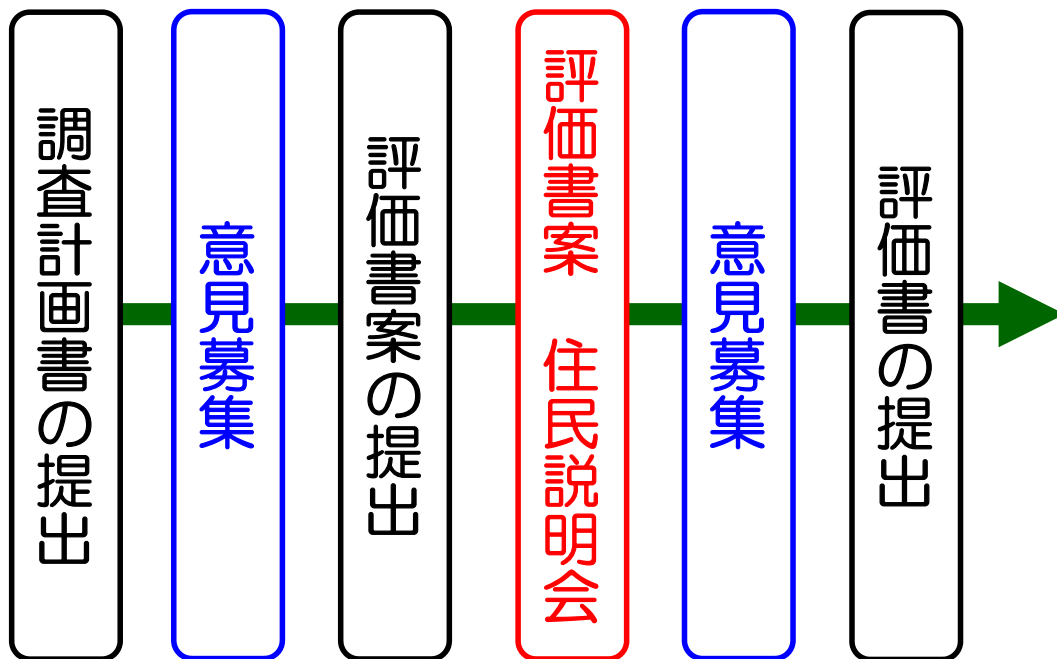 調査計画書の提出
意見募集
評価書案の提出
評価書案　住民説明会
意見募集
評価書の提出